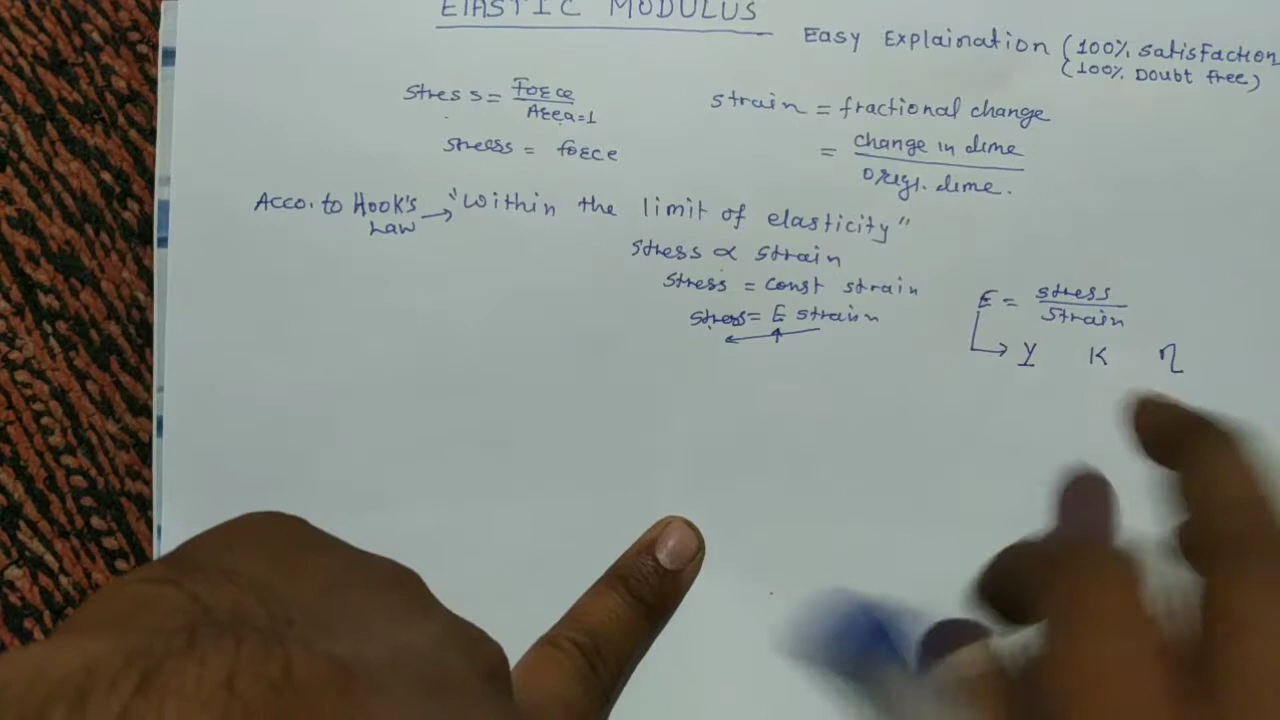 ElASTIC MODULUS
Easy Explaination (100% Satisfaction
(100% Doubt free)
Stress = Force
Area=1
Stress = force
Strain = fractional change
= change in dime
origi. dime.
Acco. to Hook's Law → "Within the limit of elasticity"
Stress ∝ Strain
Stress = const strain
Stress = E strain
E = stress
Strain
→ Y K η